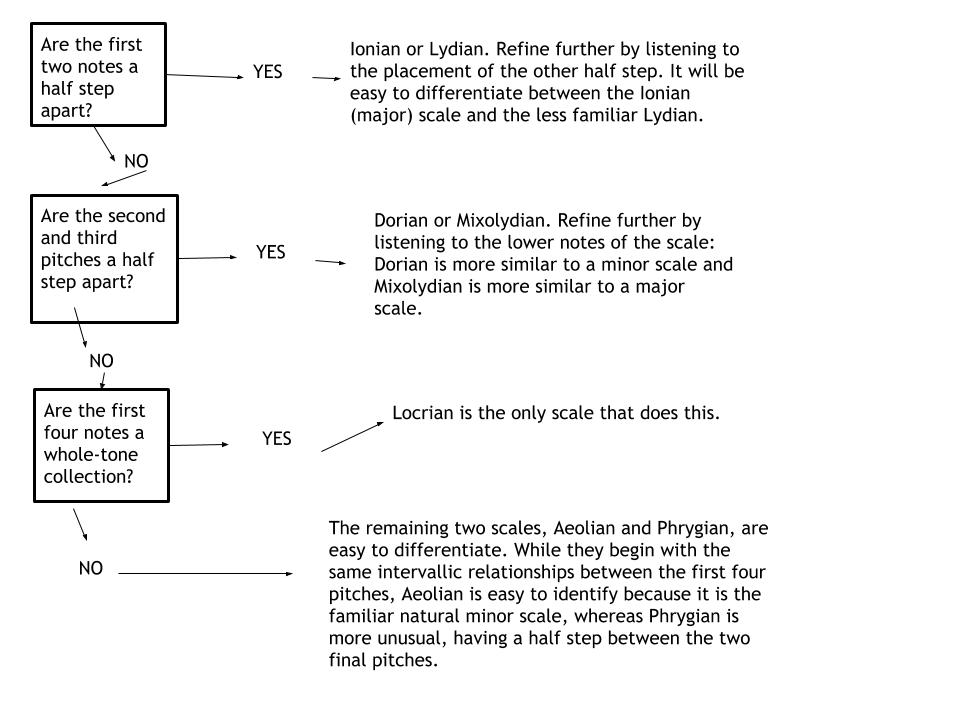 Are the first
two notes a
half step
apart?
YES
Ionian or Lydian. Refine further by listening to
the placement of the other half step. It will be
easy to differentiate between the Ionian
(major) scale and the less familiar Lydian.
NO
Are the second
and third
pitches a half
step apart?
YES
Dorian or Mixolydian. Refine further by
listening to the lower notes of the scale:
Dorian is more similar to a minor scale and
Mixolydian is more similar to a major
scale.
NO
Are the first
four notes a
whole-tone
collection?
YES
Locrian is the only scale that does this.
NO
The remaining two scales, Aeolian and Phrygian, are
easy to differentiate. While they begin with the
same intervallic relationships between the first four
pitches, Aeolian is easy to identify because it is the
familiar natural minor scale, whereas Phrygian is
more unusual, having a half step between the two
final pitches.